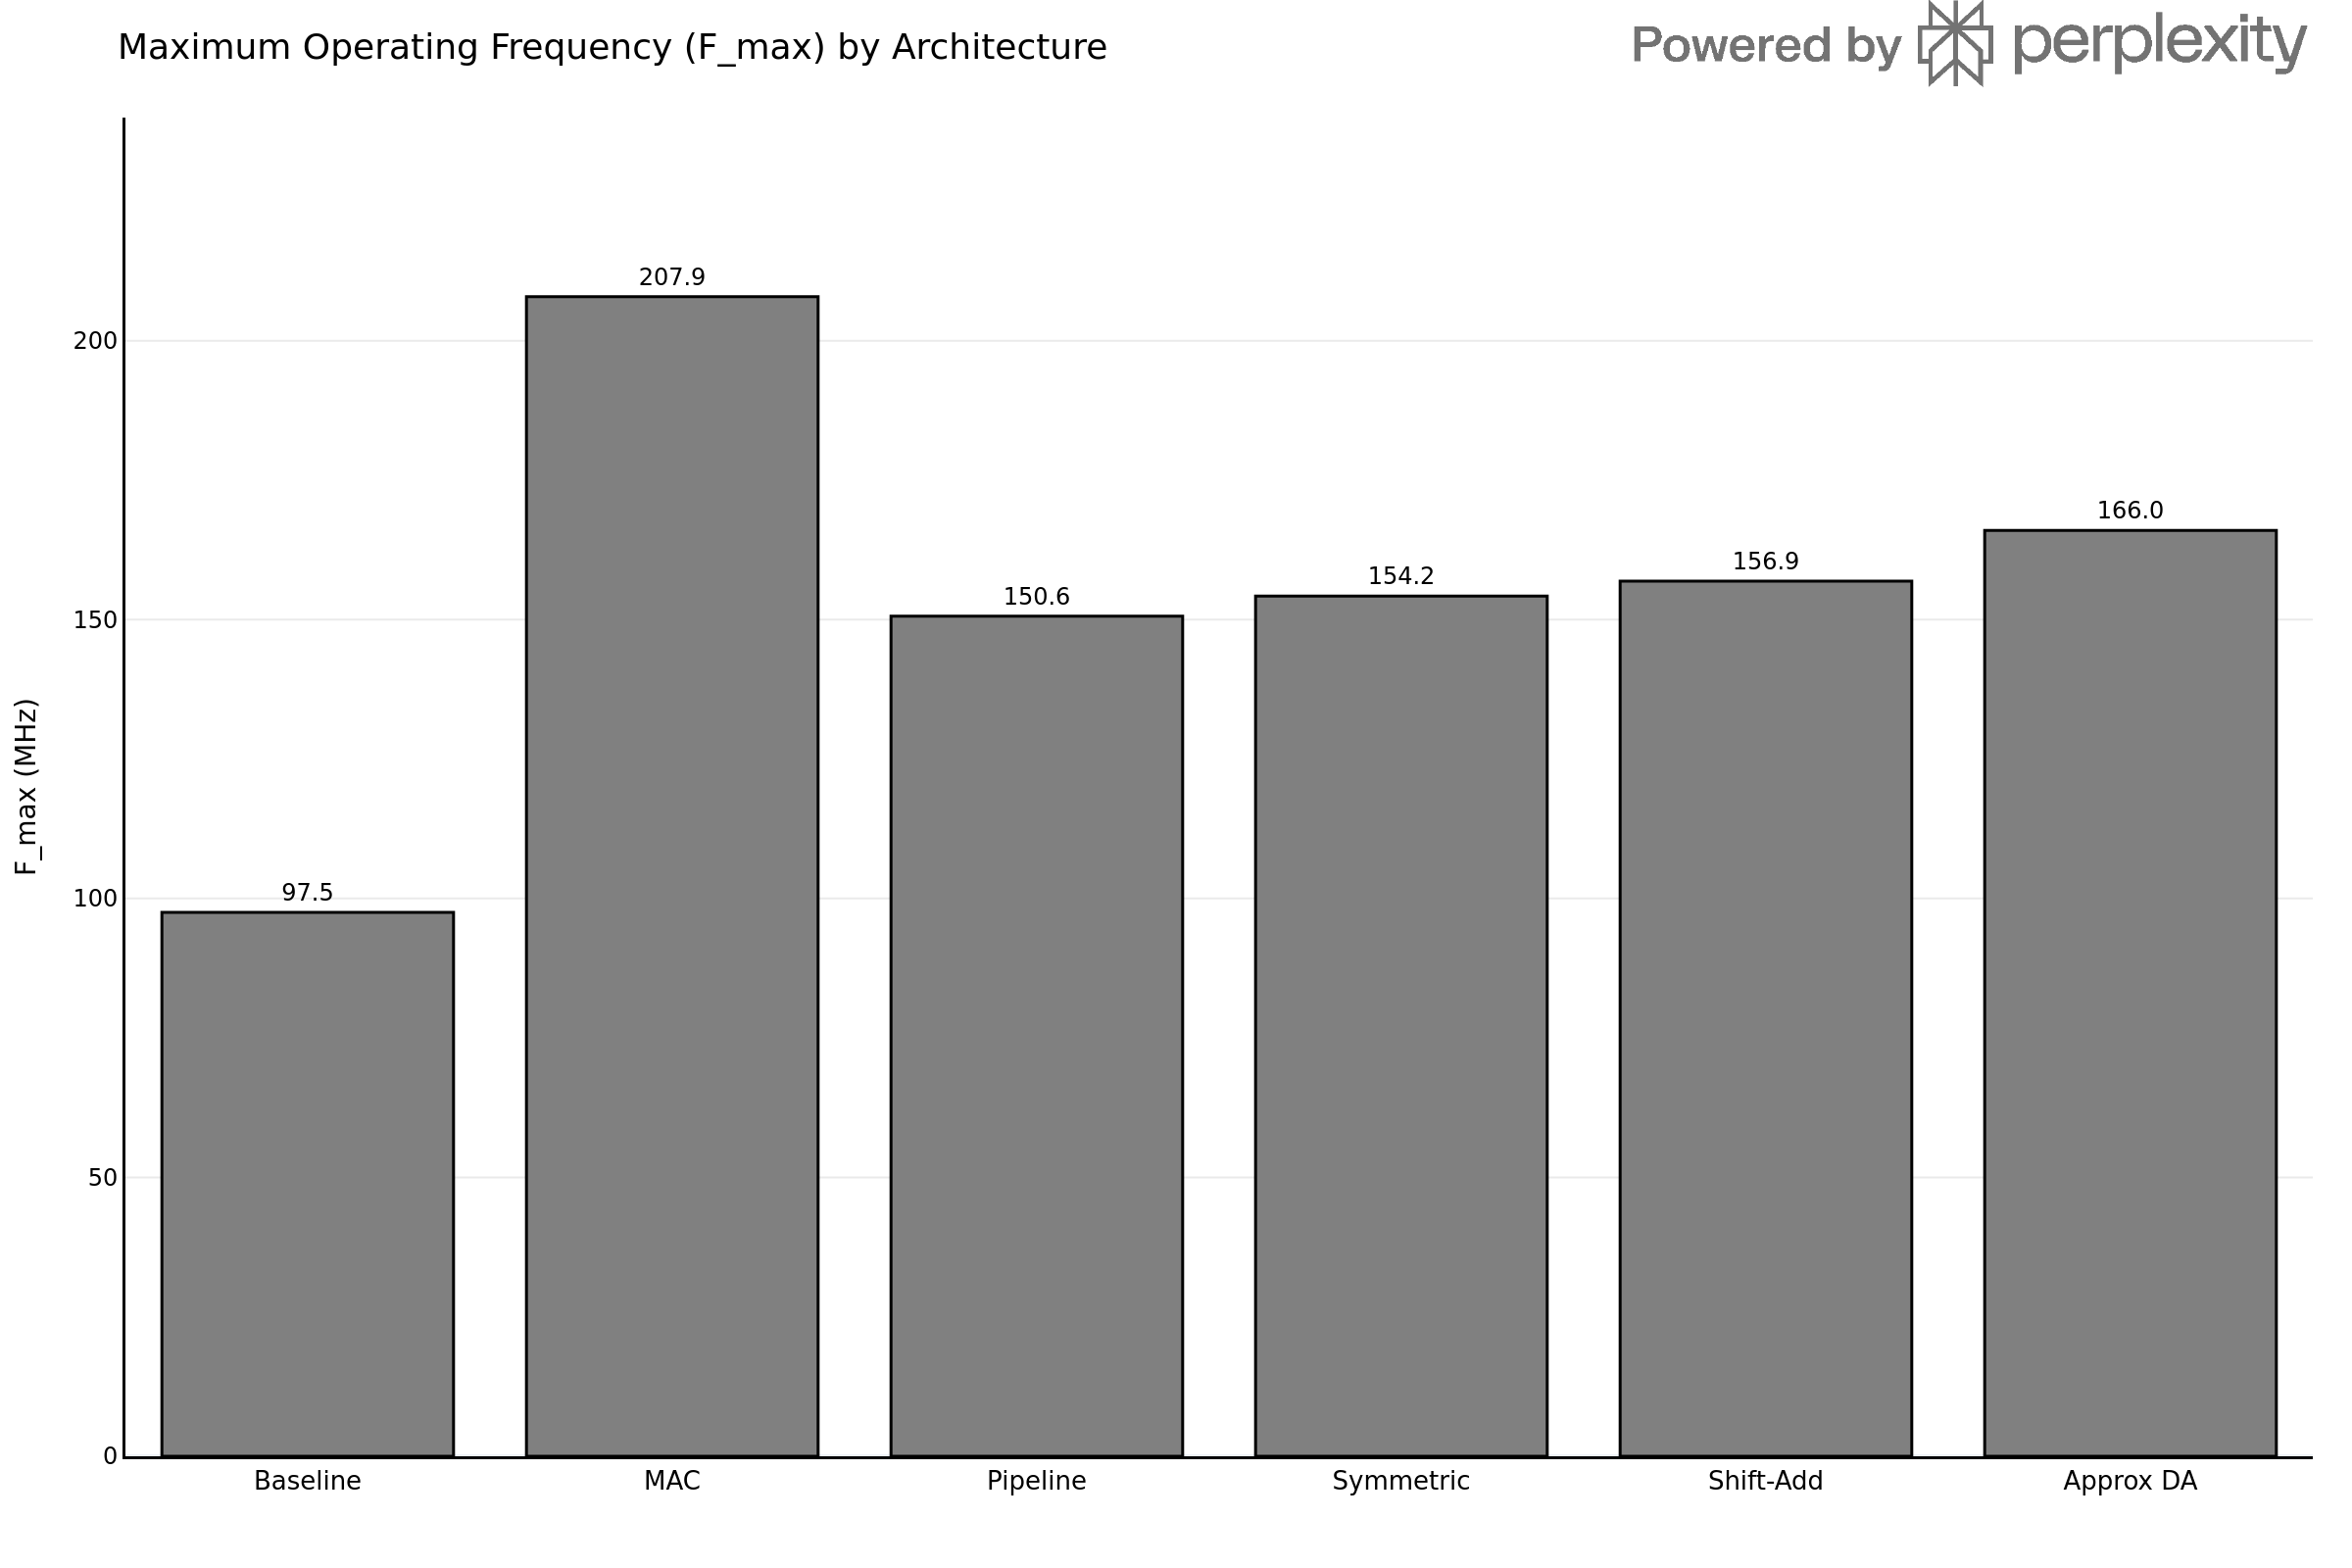 Maximum Operating Frequency (F_max) by Architecture
Powered by perplexity
F_max (MHz)
200
150
100
50
0
97.5
207.9
150.6
154.2
156.9
166.0
Baseline
MAC
Pipeline
Symmetric
Shift-Add
Approx DA